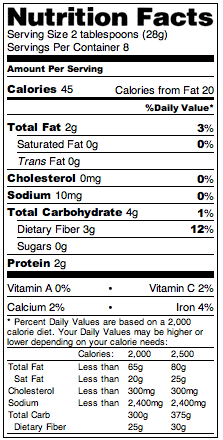 Nutrition Facts
Serving Size 2 tablespoons (28g)
Servings Per Container 8
Amount Per Serving
Calories 45 Calories from Fat 20
%Daily Value*
Total Fat 2g 3%
Saturated Fat 0g 0%
Trans Fat 0g
Cholesterol 0mg 0%
Sodium 10mg 0%
Total Carbohydrate 4g 1%
Dietary Fiber 3g 12%
Sugars 0g
Protein 2g
Vitamin A 0% • Vitamin C 2%
Calcium 2% • Iron 4%
* Percent Daily Values are based on a 2,000
calorie diet. Your Daily Values may be higher or
lower depending on your calorie needs:
Calories: 2,000 2,500
Total Fat Less than 65g 80g
Sat Fat Less than 20g 25g
Cholesterol Less than 300mg 300mg
Sodium Less than 2,400mg 2,400mg
Total Carb 300g 375g
Dietary Fiber 25g 30g